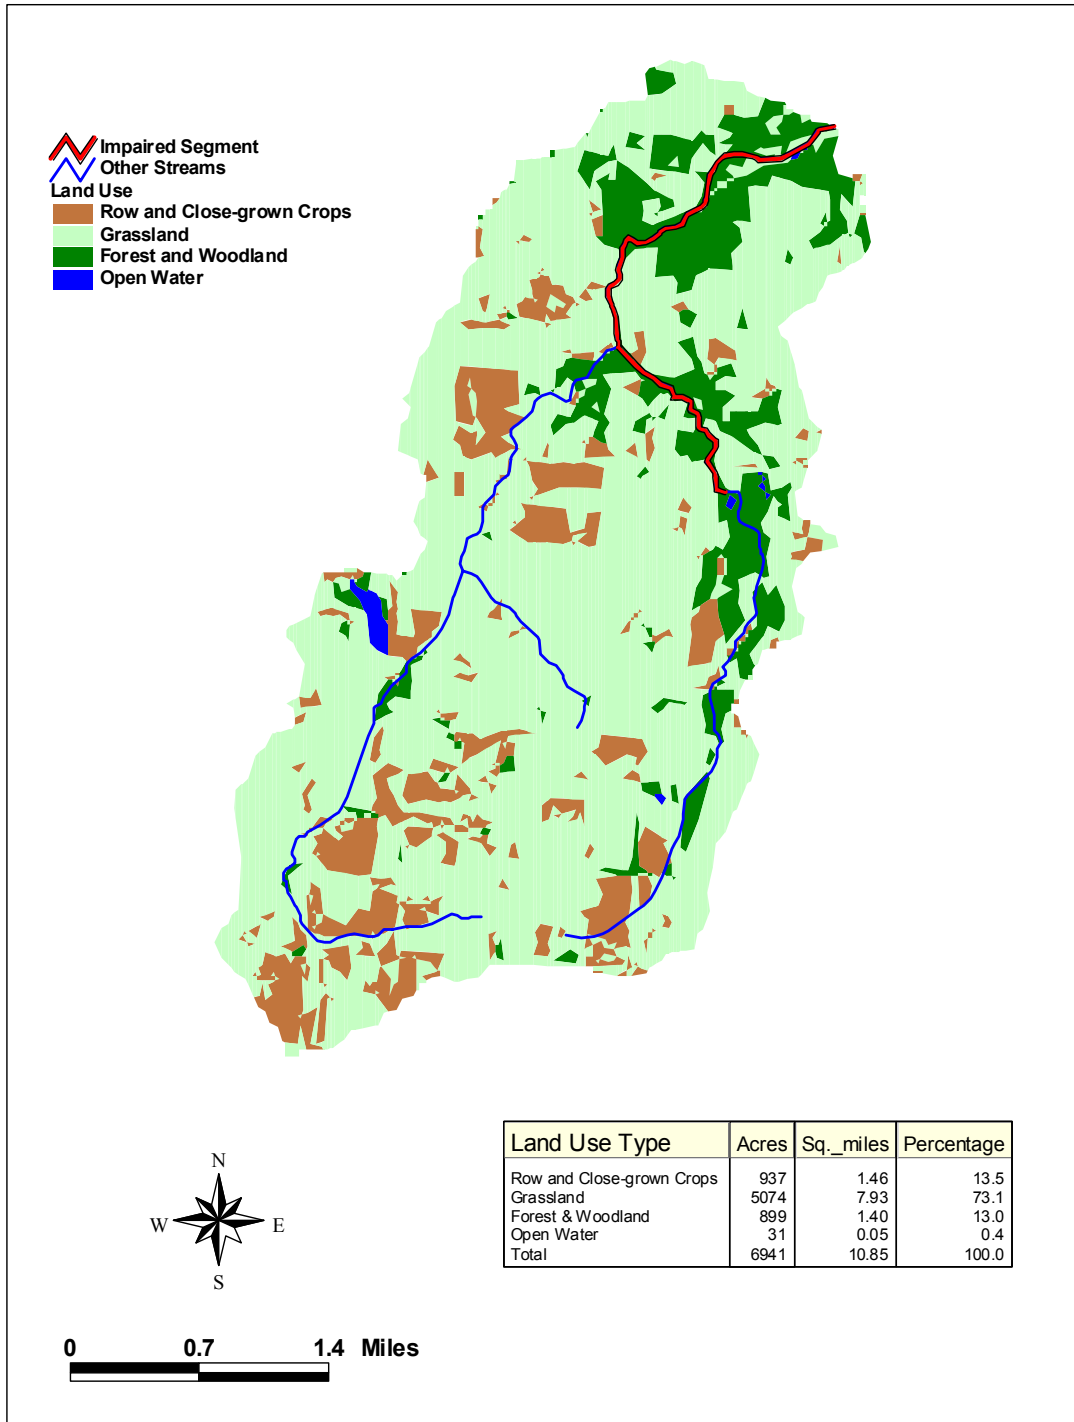 Impaired Segment
Other Streams
Land Use
Row and Close-grown Crops
Grassland
Forest and Woodland
Open Water
Land Use Type Acres Sq._miles Percentage
Row and Close-grown Crops 937 1.46 13.5
Grassland 5074 7.93 73.1
Forest & Woodland 899 1.40 13.0
Open Water 31 0.05 0.4
Total 6941 10.85 100.0
N
W E
S
0 0.7 1.4 Miles